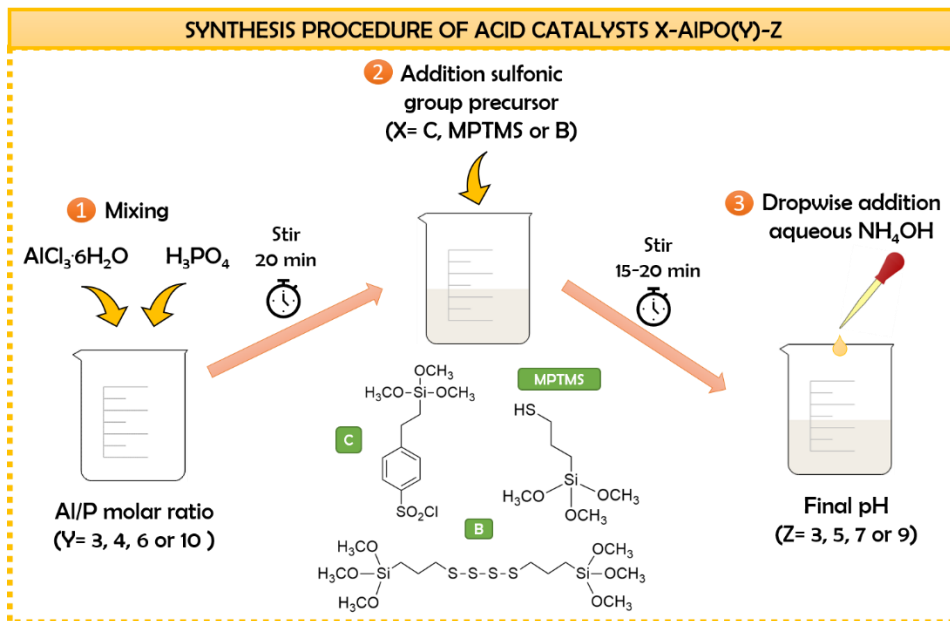 SYNTHESIS PROCEDURE OF ACID CATALYSTS X-AlPO(Y)-Z
1 Mixing
AlCl₃·6H₂O
H₃PO₄
Al/P molar ratio
(Y= 3, 4, 6 or 10 )
Stir
20 min
2 Addition sulfonic
group precursor
(X= C, MPTMS or B)
Stir
15-20 min
3 Dropwise addition
aqueous NH₄OH
Final pH
(Z= 3, 5, 7 or 9)
C
OCH₃
H₃CO-Si-OCH₃
SO₂Cl
MPTMS
HS
Si
H₃CO
OCH₃
OCH₃
B
H₃CO
H₃CO-Si
H₃CO
S-S-S-S
OCH₃
Si-OCH₃
OCH₃